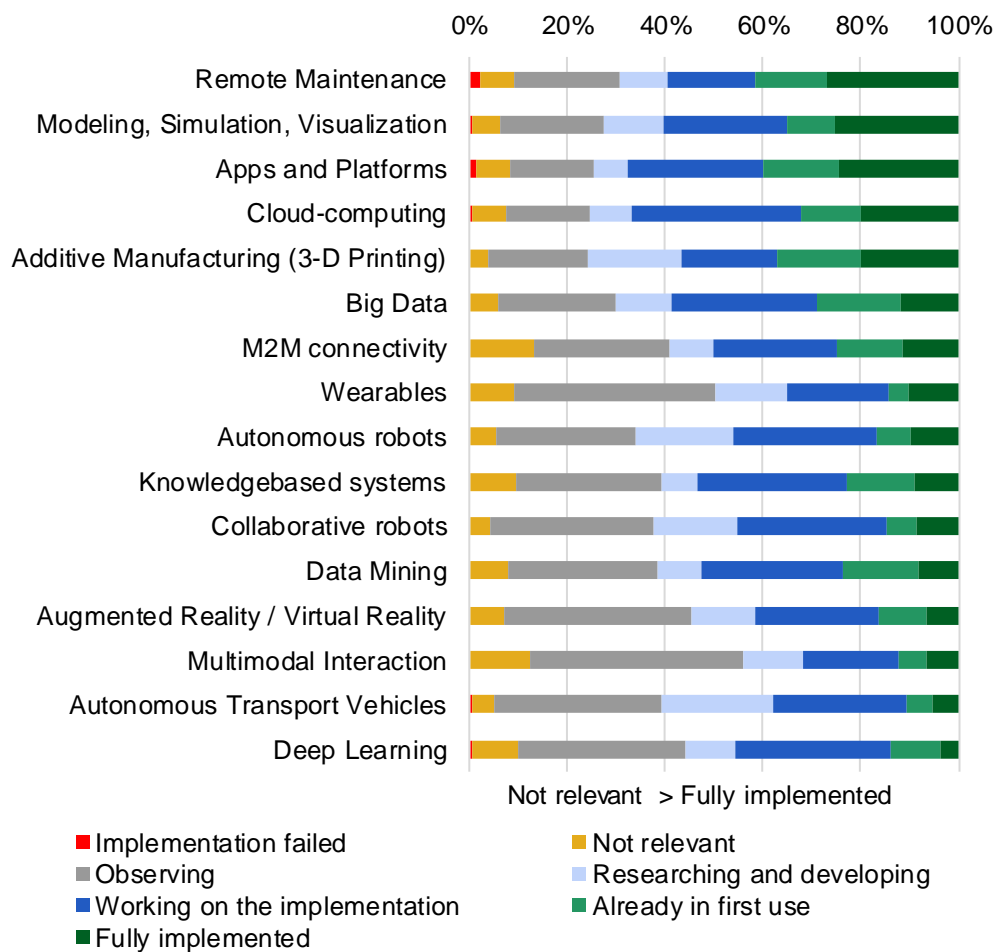 0% 20% 40% 60% 80% 100%
Remote Maintenance
Modeling, Simulation, Visualization
Apps and Platforms
Cloud-computing
Additive Manufacturing (3-D Printing)
Big Data
M2M connectivity
Wearables
Autonomous robots
Knowledgebased systems
Collaborative robots
Data Mining
Augmented Reality / Virtual Reality
Multimodal Interaction
Autonomous Transport Vehicles
Deep Learning
Not relevant > Fully implemented
Implementation failed
Not relevant
Observing
Researching and developing
Working on the implementation
Already in first use
Fully implemented